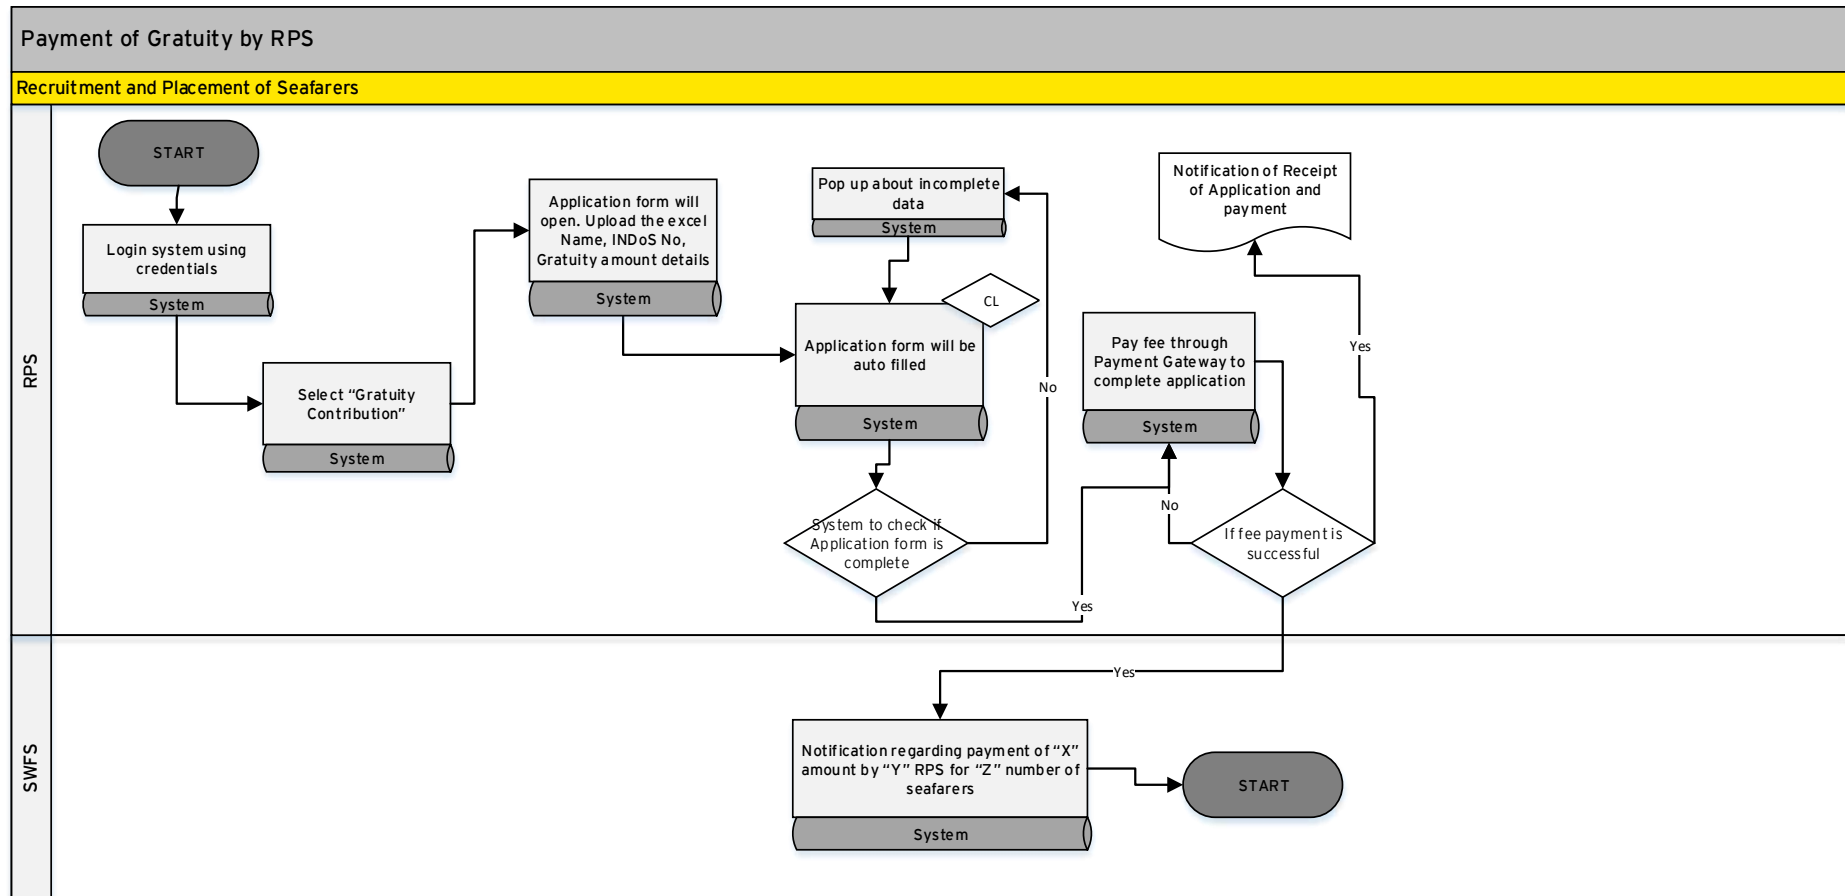 Payment of Gratuity by RPS
Recruitment and Placement of Seafarers
RPS
START
Login system using
credentials
System
Select “Gratuity
Contribution”
System
Application form will
open. Upload the excel
Name, INDoS No,
Gratuity amount details
System
Pop up about incomplete
data
System
CL
Application form will be
auto filled
System
System to check if
Application form is
complete
No
Yes
Pay fee through
Payment Gateway to
complete application
System
No
If fee payment is
successful
Yes
Notification of Receipt
of Application and
payment
SWFS
Yes
Notification regarding payment of “X”
amount by “Y” RPS for “Z” number of
seafarers
System
START